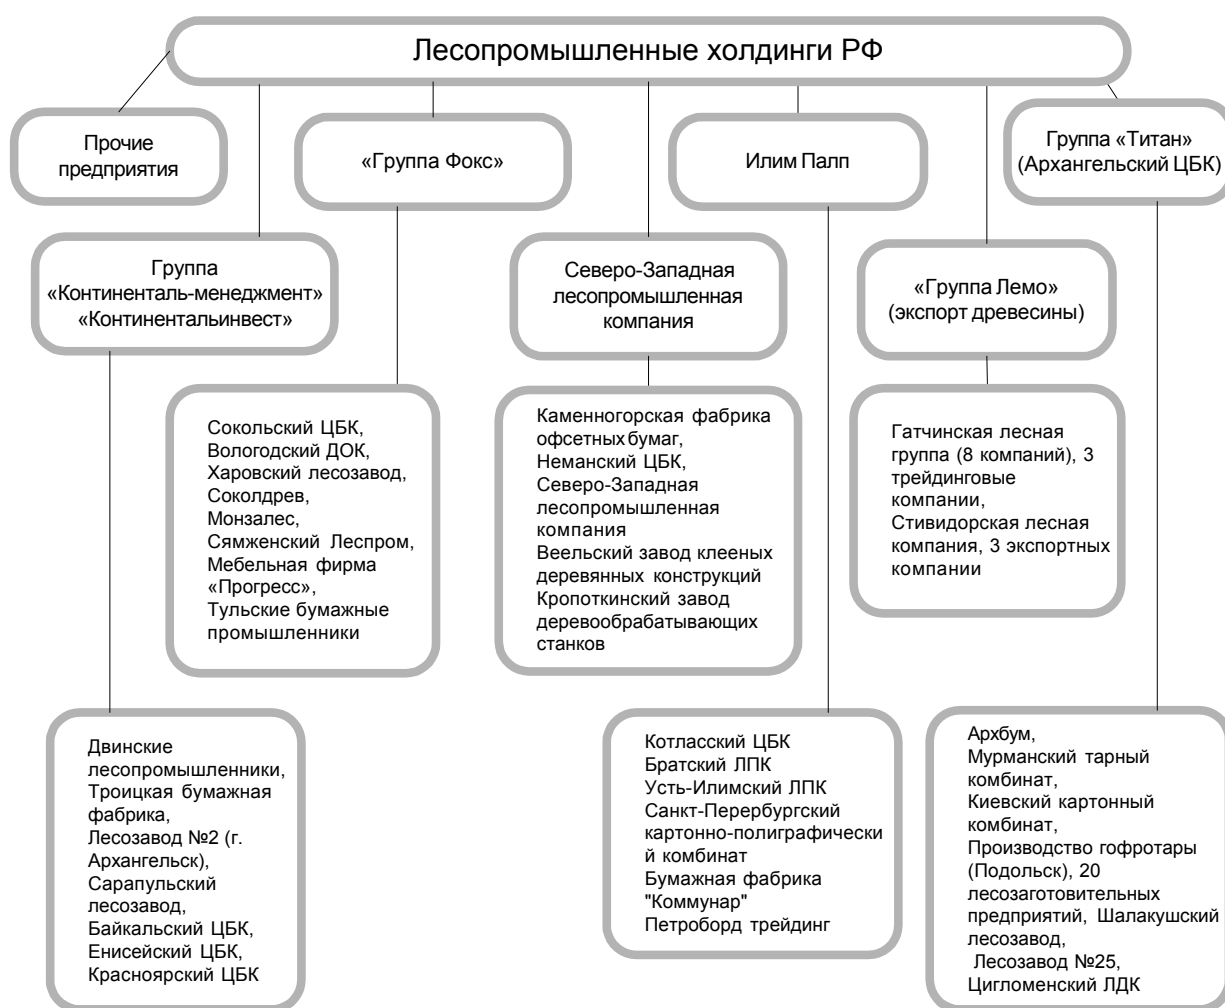 Лесопромышленные холдинги РФ
Прочие
предприятия
«Группа Фокс»
Илим Палп
Группа «Титан»
(Архангельский ЦБК)
Группа
«Континенталь-менеджмент»
«Континентальинвест»
Северо-Западная
лесопромышленная
компания
«Группа Лемо»
(экспорт древесины)
Сокольский ЦБК,
Вологодский ДОК,
Харовский лесозавод,
Соколдрев,
Монзалес,
Сямженский Леспром,
Мебельная фирма
«Прогресс»,
Тульские бумажные
промышленники
Каменногорская фабрика
офсетных бумаг,
Неманский ЦБК,
Северо-Западная
лесопромышленная
компания
Веельский завод клееных
деревянных конструкций
Кропоткинский завод
деревообрабатывающих
станков
Гатчинская лесная
группа (8 компаний), 3
трейдинговые
компании,
Стивидорская лесная
компания, 3 экспортных
компании
Двинские
лесопромышленники,
Троицкая бумажная
фабрика,
Лесозавод №2 (г.
Архангельск),
Сарапульский
лесозавод,
Байкальский ЦБК,
Енисейский ЦБК,
Красноярский ЦБК
Котласский ЦБК
Братский ЛПК
Усть-Илимский ЛПК
Санкт-Перербургский
картонно-полиграфически
й комбинат
Бумажная фабрика
"Коммунар"
Петроборд трейдинг
Архбум,
Мурманский тарный
комбинат,
Киевский картонный
комбинат,
Производство гофротары
(Подольск), 20
лесозаготовительных
предприятий, Шалакушский
лесозавод,
Лесозавод №25,
Цигломенский ЛДК